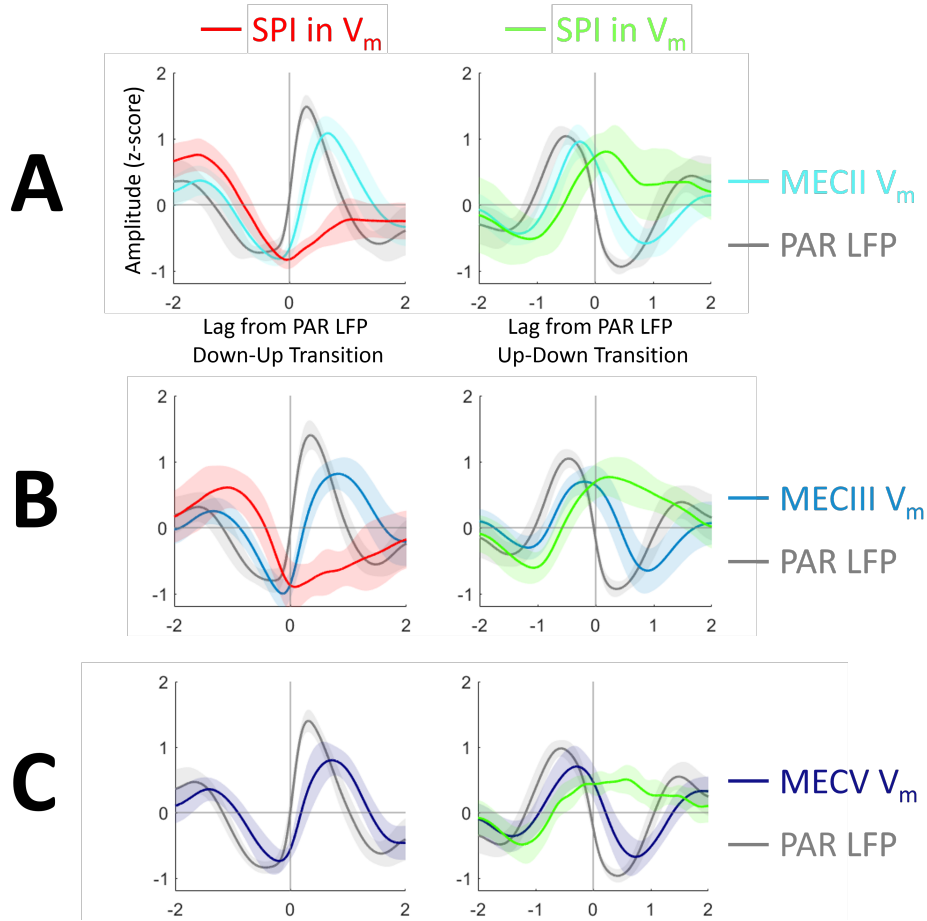 SPI in Vm SPI in Vm
A
Amplitude (z-score)
2 2
1 1
0 0
-1 -1
-2 0 2 -2 -1 0 1 2
MECII Vm
PAR LFP
Lag from PAR LFP Lag from PAR LFP
Down-Up Transition Up-Down Transition
B
2 2
1 1
0 0
-1 -1
-2 0 2 -2 -1 0 1 2
MECIII Vm
PAR LFP
C
2 2
1 1
0 0
-1 -1
-2 0 2 -2 -1 0 1 2
MECV Vm
PAR LFP